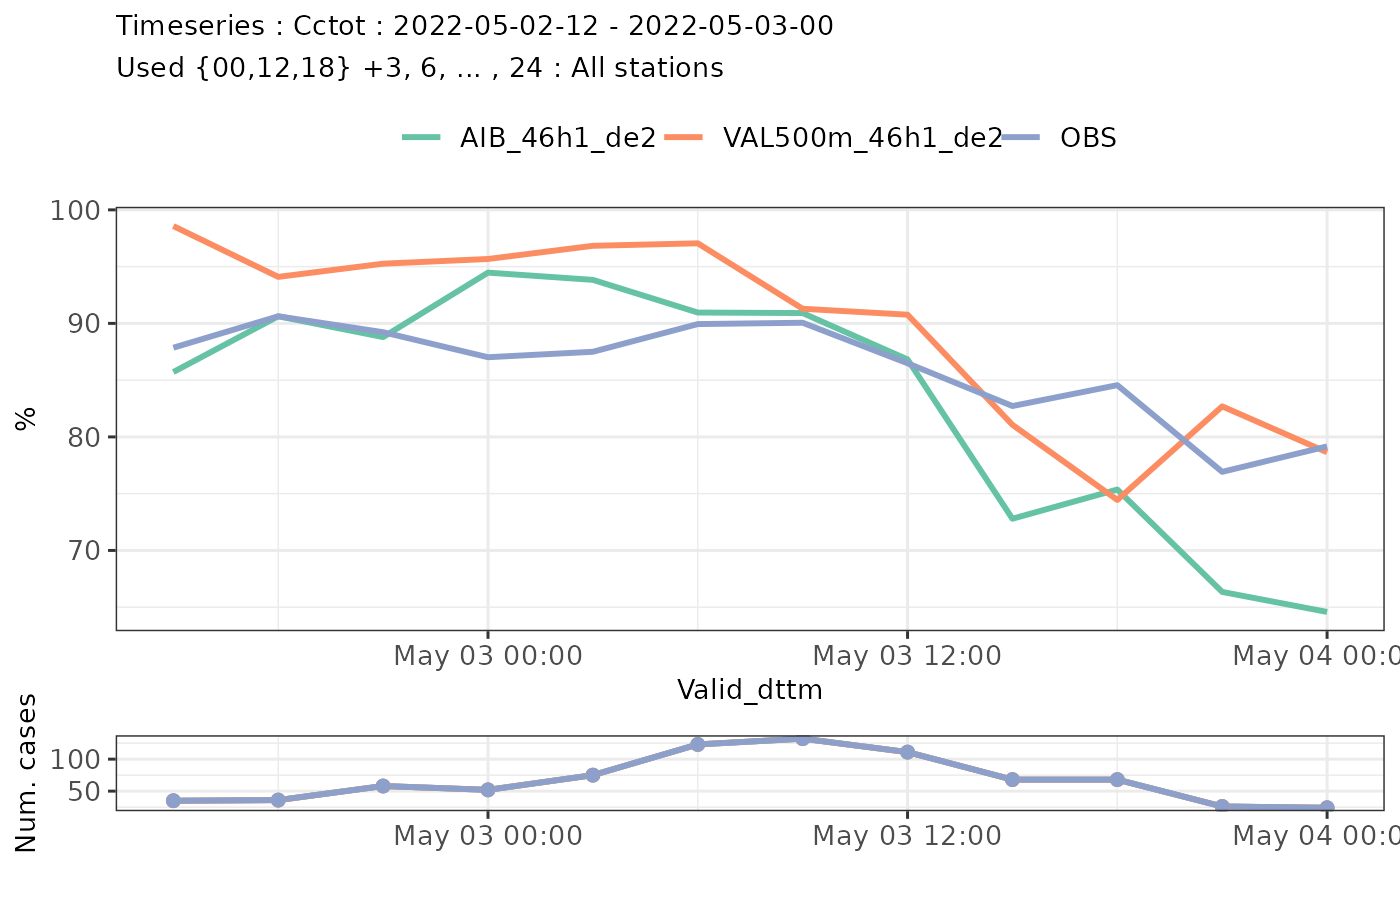 Timeseries : Cctot : 2022-05-02-12 - 2022-05-03-00
Used {00,12,18} +3, 6, ... , 24 : All stations
AIB_46h1_de2 VAL500m_46h1_de2 OBS
100
90
80
70
%
May 03 00:00 May 03 12:00 May 04 00:0
Valid_dttm
100
50
Num. cases
May 03 00:00 May 03 12:00 May 04 00:0